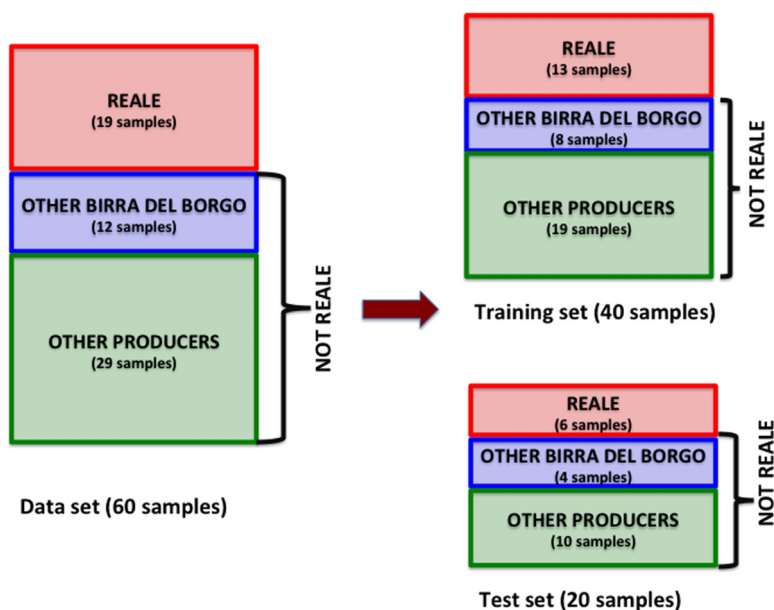 REALE
(19 samples)
OTHER BIRRA DEL BORGO
(12 samples)
OTHER PRODUCERS
(29 samples)
NOT REALE
Data set (60 samples)
REALE
(13 samples)
OTHER BIRRA DEL BORGO
(8 samples)
OTHER PRODUCERS
(19 samples)
NOT REALE
Training set (40 samples)
REALE
(6 samples)
OTHER BIRRA DEL BORGO
(4 samples)
OTHER PRODUCERS
(10 samples)
NOT REALE
Test set (20 samples)